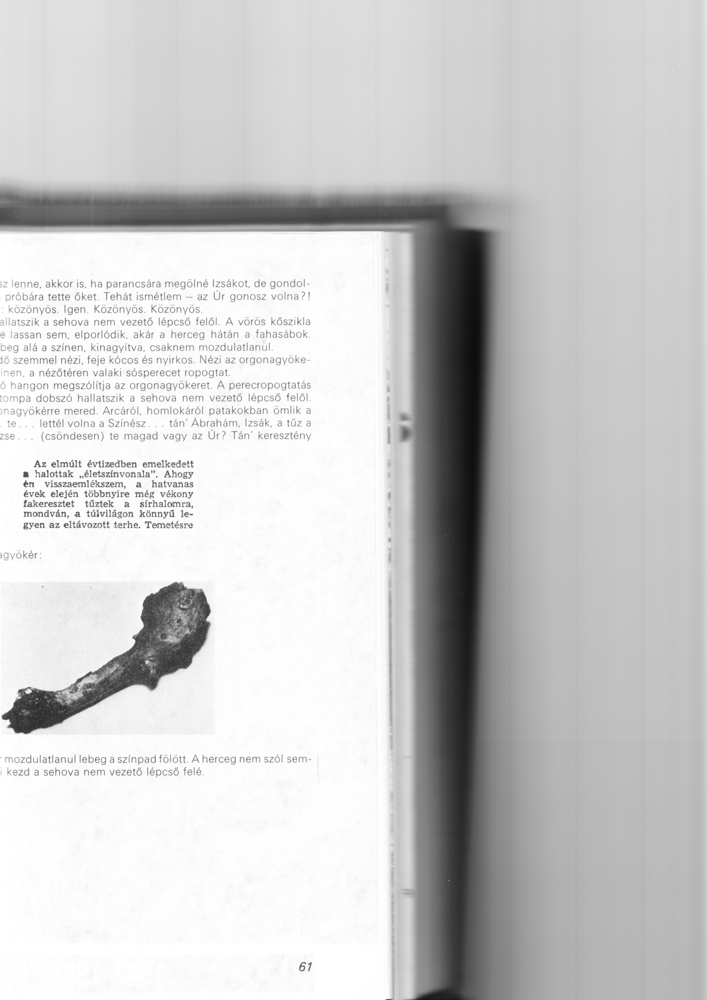 lenne, akkor is, ha parancsára megölné Izsákot, de gondol-
próbára tette őket. Tehát ismétlem — az Úr gonosz volna?!
: közönyös. Igen. Közönyös. Közönyös.
allatszik a sehova nem vezető lépcső felől. A vörös kőszikla
e lassan sem, elporlódik, akár a herceg hátán a fahasábok.
beg alá a színen, kinagyítva, csaknem mozdulatlanul.
szemmel nézi, feje kócos és nyirkos. Nézi az orgonagyöke-
ínen, a nézőtéren valaki sósperecet ropogtat.
ő hangon megszólítja az orgonagyökeret. A perecropogtatás
tompa dobszó hallatszik a sehova nem vezető lépcső felől.
onagyökérre mered. Arcáról, homlokáról patakokban ömlik a
. te. . . lettél volna a Színész. . . tán' Ábrahám, Izsák, a tűz a
zse. . . (csöndesen) te magad vagy az Úr? Tán' keresztény
Az elmúlt évtizedben emelkedett
a halottak „életszínvonala”. Ahogy
én visszaemlékszem, a hatvanas
évek elején többnyire még vékony
fakeresztet tűztek a sírhalomra,
mondván, a túlvilágon könnyű le-
gyen az eltávozott terhe. Temetésre
agyökér:
mozdulatlanul lebeg a színpad fölött. A herceg nem szól sem-
i kezd a sehova nem vezető lépcső felé.
61